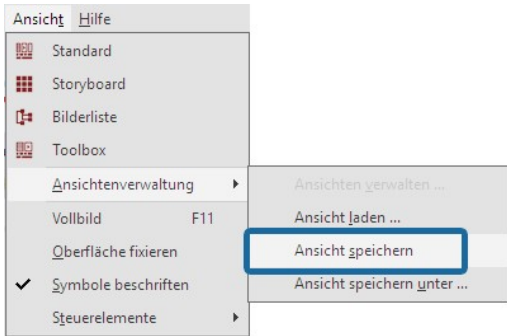 Ansicht Hilfe
Standard
Storyboard
Bilderliste
Toolbox
Ansichtenverwaltung
Vollbild F11
Oberfläche fixieren
Symbole beschriften
Steuerelemente
Ansichten verwalten ...
Ansicht laden ...
Ansicht speichern
Ansicht speichern unter ...